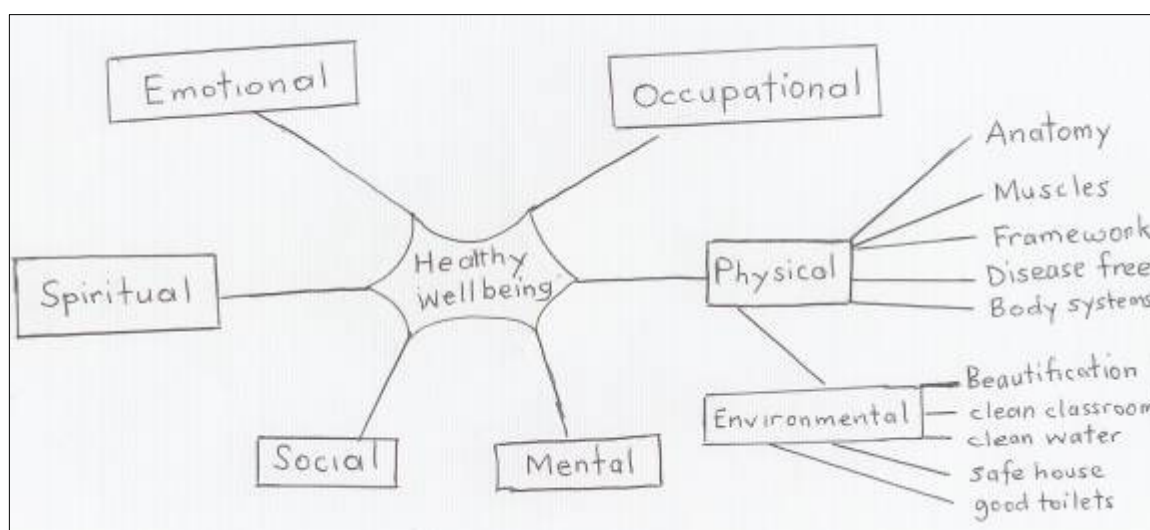 Emotional
Occupational
Anatomy
Muscles
Framework
Disease free
Body systems
Physical
Healthy
Wellbeing
Spiritual
Environmental
Beautification
clean classroom
clean water
safe house
good toilets
Social
Mental